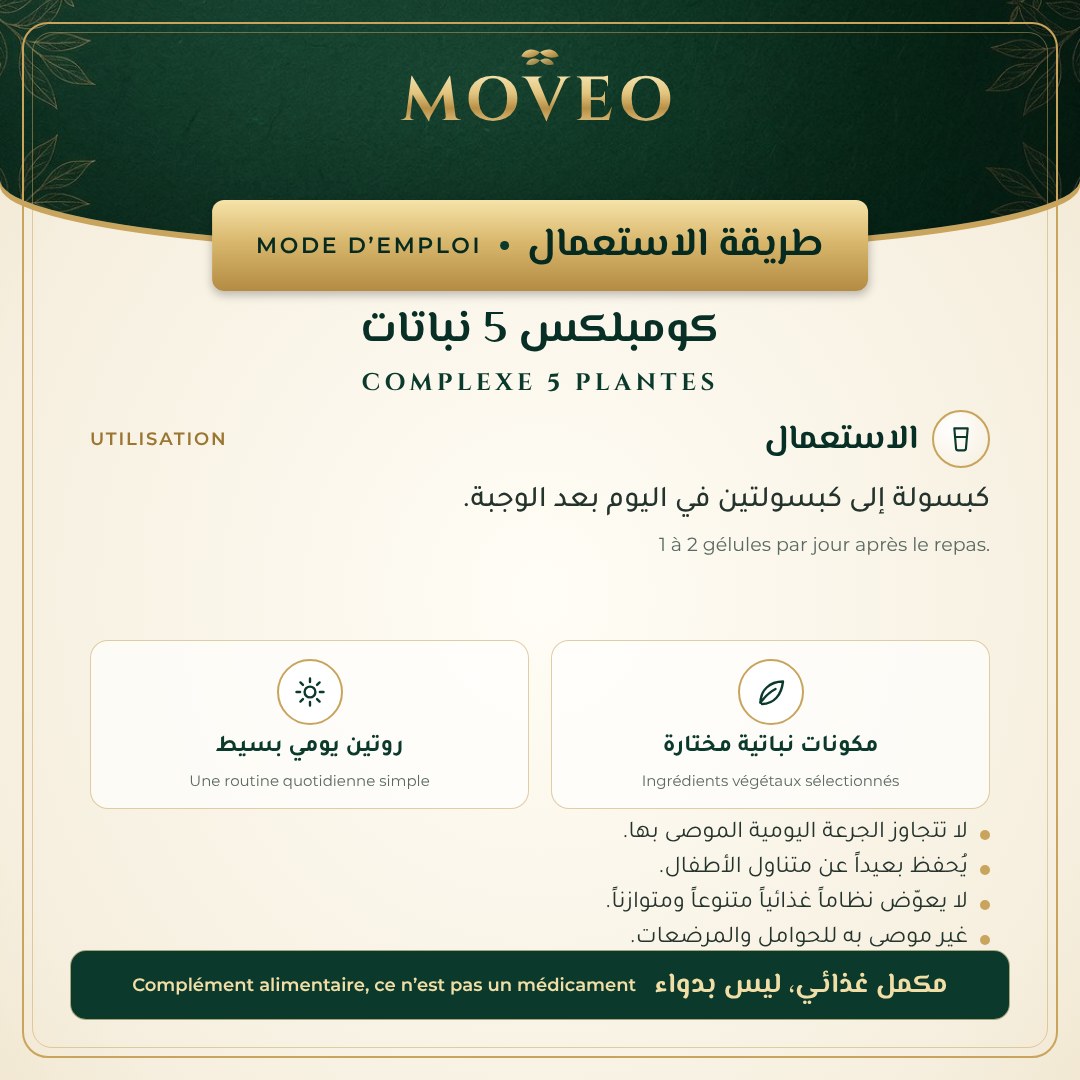 MOVEO
طريقة الاستعمال • MODE D’EMPLOI
كومبلكس 5 نباتات
COMPLEXE 5 PLANTES
الاستعمال
UTILISATION
كبسولة إلى كبسولتين في اليوم بعد الوجبة.
1 à 2 gélules par jour après le repas.
مكونات نباتية مختارة
Ingrédients végétaux sélectionnés
روتين يومي بسيط
Une routine quotidienne simple
لا تتجاوز الجرعة اليومية الموصى بها.
يُحفظ بعيداً عن متناول الأطفال.
لا يعوّض نظاماً غذائياً متنوعاً ومتوازناً.
غير موصى به للحوامل والمرضعات.
مكمل غذائي، ليس بدواء Complément alimentaire, ce n’est pas un médicament